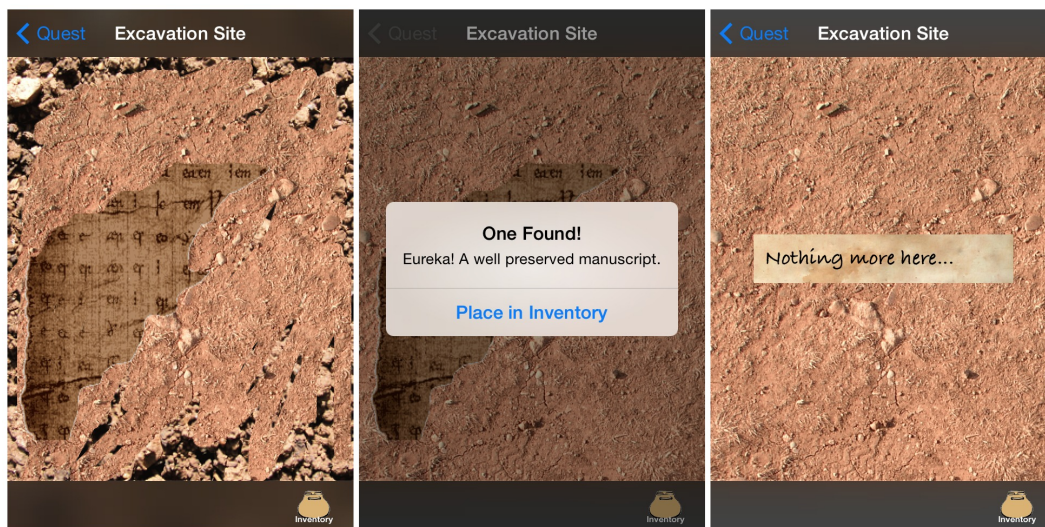 Quest Excavation Site
Inventory
Quest Excavation Site
One Found!
Eureka! A well preserved manuscript.
Place in Inventory
Inventory
Quest Excavation Site
Nothing more here...
Inventory